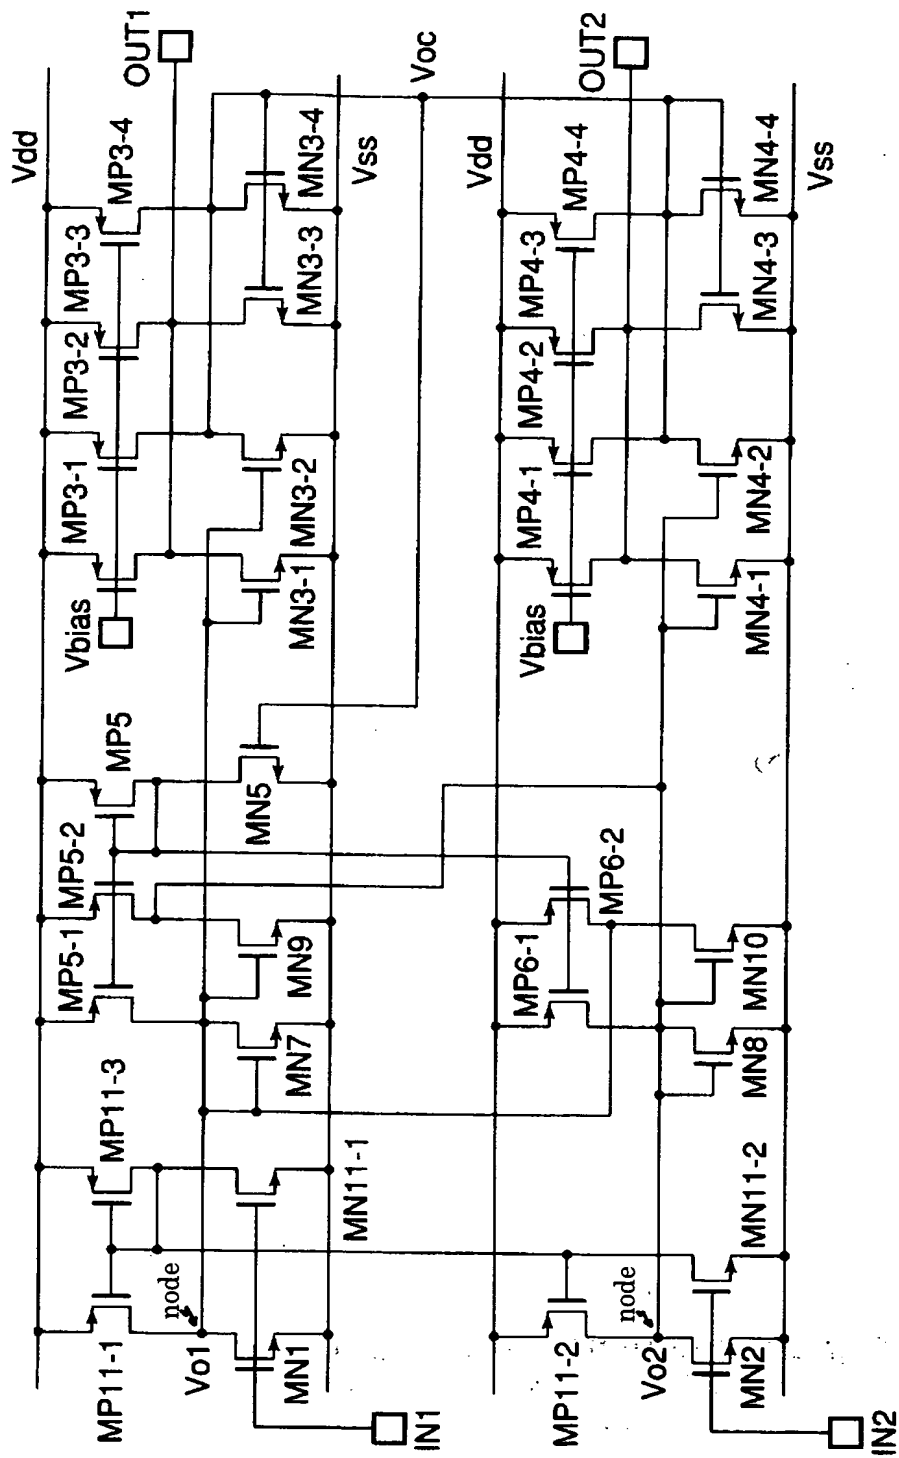 Vdd
MP11-1
MP11-3
MP5-1
MP5-2
MP5
Vbias
MP3-1
MP3-2
MP3-3
MP3-4
OUT1
node
Vo1
MN1
MN11-1
MN7
MN9
MN5
MN3-1
MN3-2
MN3-3
MN3-4
Vss
IN1
Voc
Vdd
MP11-2
MP6-1
MP6-2
Vbias
MP4-1
MP4-2
MP4-3
MP4-4
OUT2
node
Vo2
MN2
MN11-2
MN8
MN10
MN4-1
MN4-2
MN4-3
MN4-4
Vss
IN2